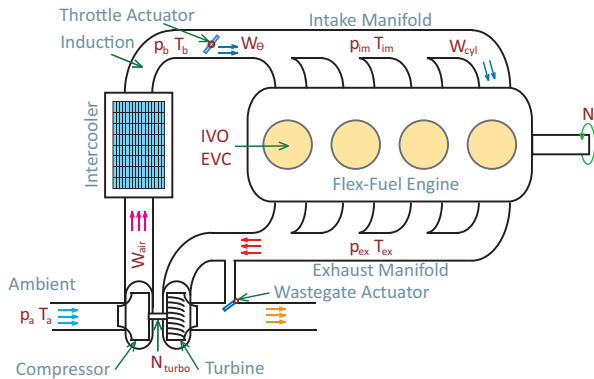 Throttle Actuator
Intake Manifold
Induction
p_b T_b
W_Θ
p_im T_im
W_cyl
Intercooler
IVO
EVC
N
Flex-Fuel Engine
W_air
p_ex T_ex
Exhaust Manifold
Ambient
Wastegate Actuator
p_a T_a
N_turbo
Compressor
Turbine